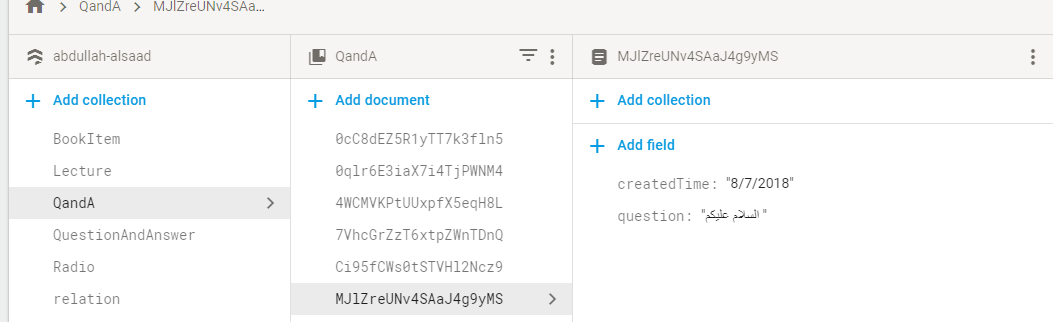 QandA
MJlZreUNv4SAa...
abdullah-alsaad
QandA
MJlZreUNv4SAaJ4g9yMS
Add collection
Add document
Add collection
BookItem
Lecture
QandA
QuestionAndAnswer
Radio
relation
0cC8dEZ5R1yTT7k3fln5
0qlr6E3iaX7i4TjPWNM4
4WCMVKPtUUxpfX5eqH8L
7VhcGrZzT6xtpZWnTDnQ
Ci95fCWs0tSTVHl2Ncz9
MJlZreUNv4SAaJ4g9yMS
Add field
createdTime: "8/7/2018"
question: "السلام عليكم "